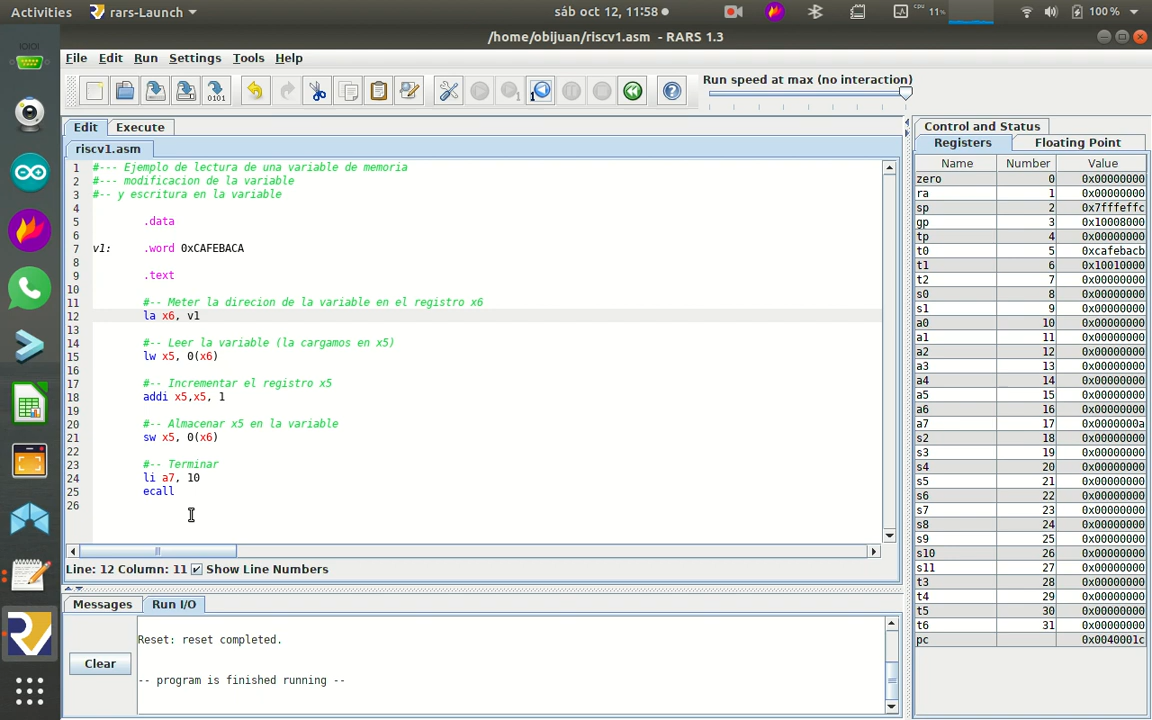 Activities rars-Launch sáb oct 12, 11:58 cpu 11% 100 %
/home/obijuan/riscv1.asm - RARS 1.3
File Edit Run Settings Tools Help
Run speed at max (no interaction)
Edit Execute
riscv1.asm
1 #--- Ejemplo de lectura de una variable de memoria
2 #--- modificacion de la variable
3 #-- y escritura en la variable
4
5 .data
6
7 v1: .word 0xCAFEBACA
8
9 .text
10
11 #-- Meter la direcion de la variable en el registro x6
12 la x6, v1
13
14 #-- Leer la variable (la cargamos en x5)
15 lw x5, 0(x6)
16
17 #-- Incrementar el registro x5
18 addi x5,x5, 1
19
20 #-- Almacenar x5 en la variable
21 sw x5, 0(x6)
22
23 #-- Terminar
24 li a7, 10
25 ecall
26
Line: 12 Column: 11 Show Line Numbers
Messages Run I/O
Reset: reset completed.
Clear
-- program is finished running --
Control and Status
Registers Floating Point
Name Number Value
zero 0 0x00000000
ra 1 0x00000000
sp 2 0x7fffeffc
gp 3 0x10008000
tp 4 0x00000000
t0 5 0xcafebacb
t1 6 0x10010000
t2 7 0x00000000
s0 8 0x00000000
s1 9 0x00000000
a0 10 0x00000000
a1 11 0x00000000
a2 12 0x00000000
a3 13 0x00000000
a4 14 0x00000000
a5 15 0x00000000
a6 16 0x00000000
a7 17 0x0000000a
s2 18 0x00000000
s3 19 0x00000000
s4 20 0x00000000
s5 21 0x00000000
s6 22 0x00000000
s7 23 0x00000000
s8 24 0x00000000
s9 25 0x00000000
s10 26 0x00000000
s11 27 0x00000000
t3 28 0x00000000
t4 29 0x00000000
t5 30 0x00000000
t6 31 0x00000000
pc 0x0040001c